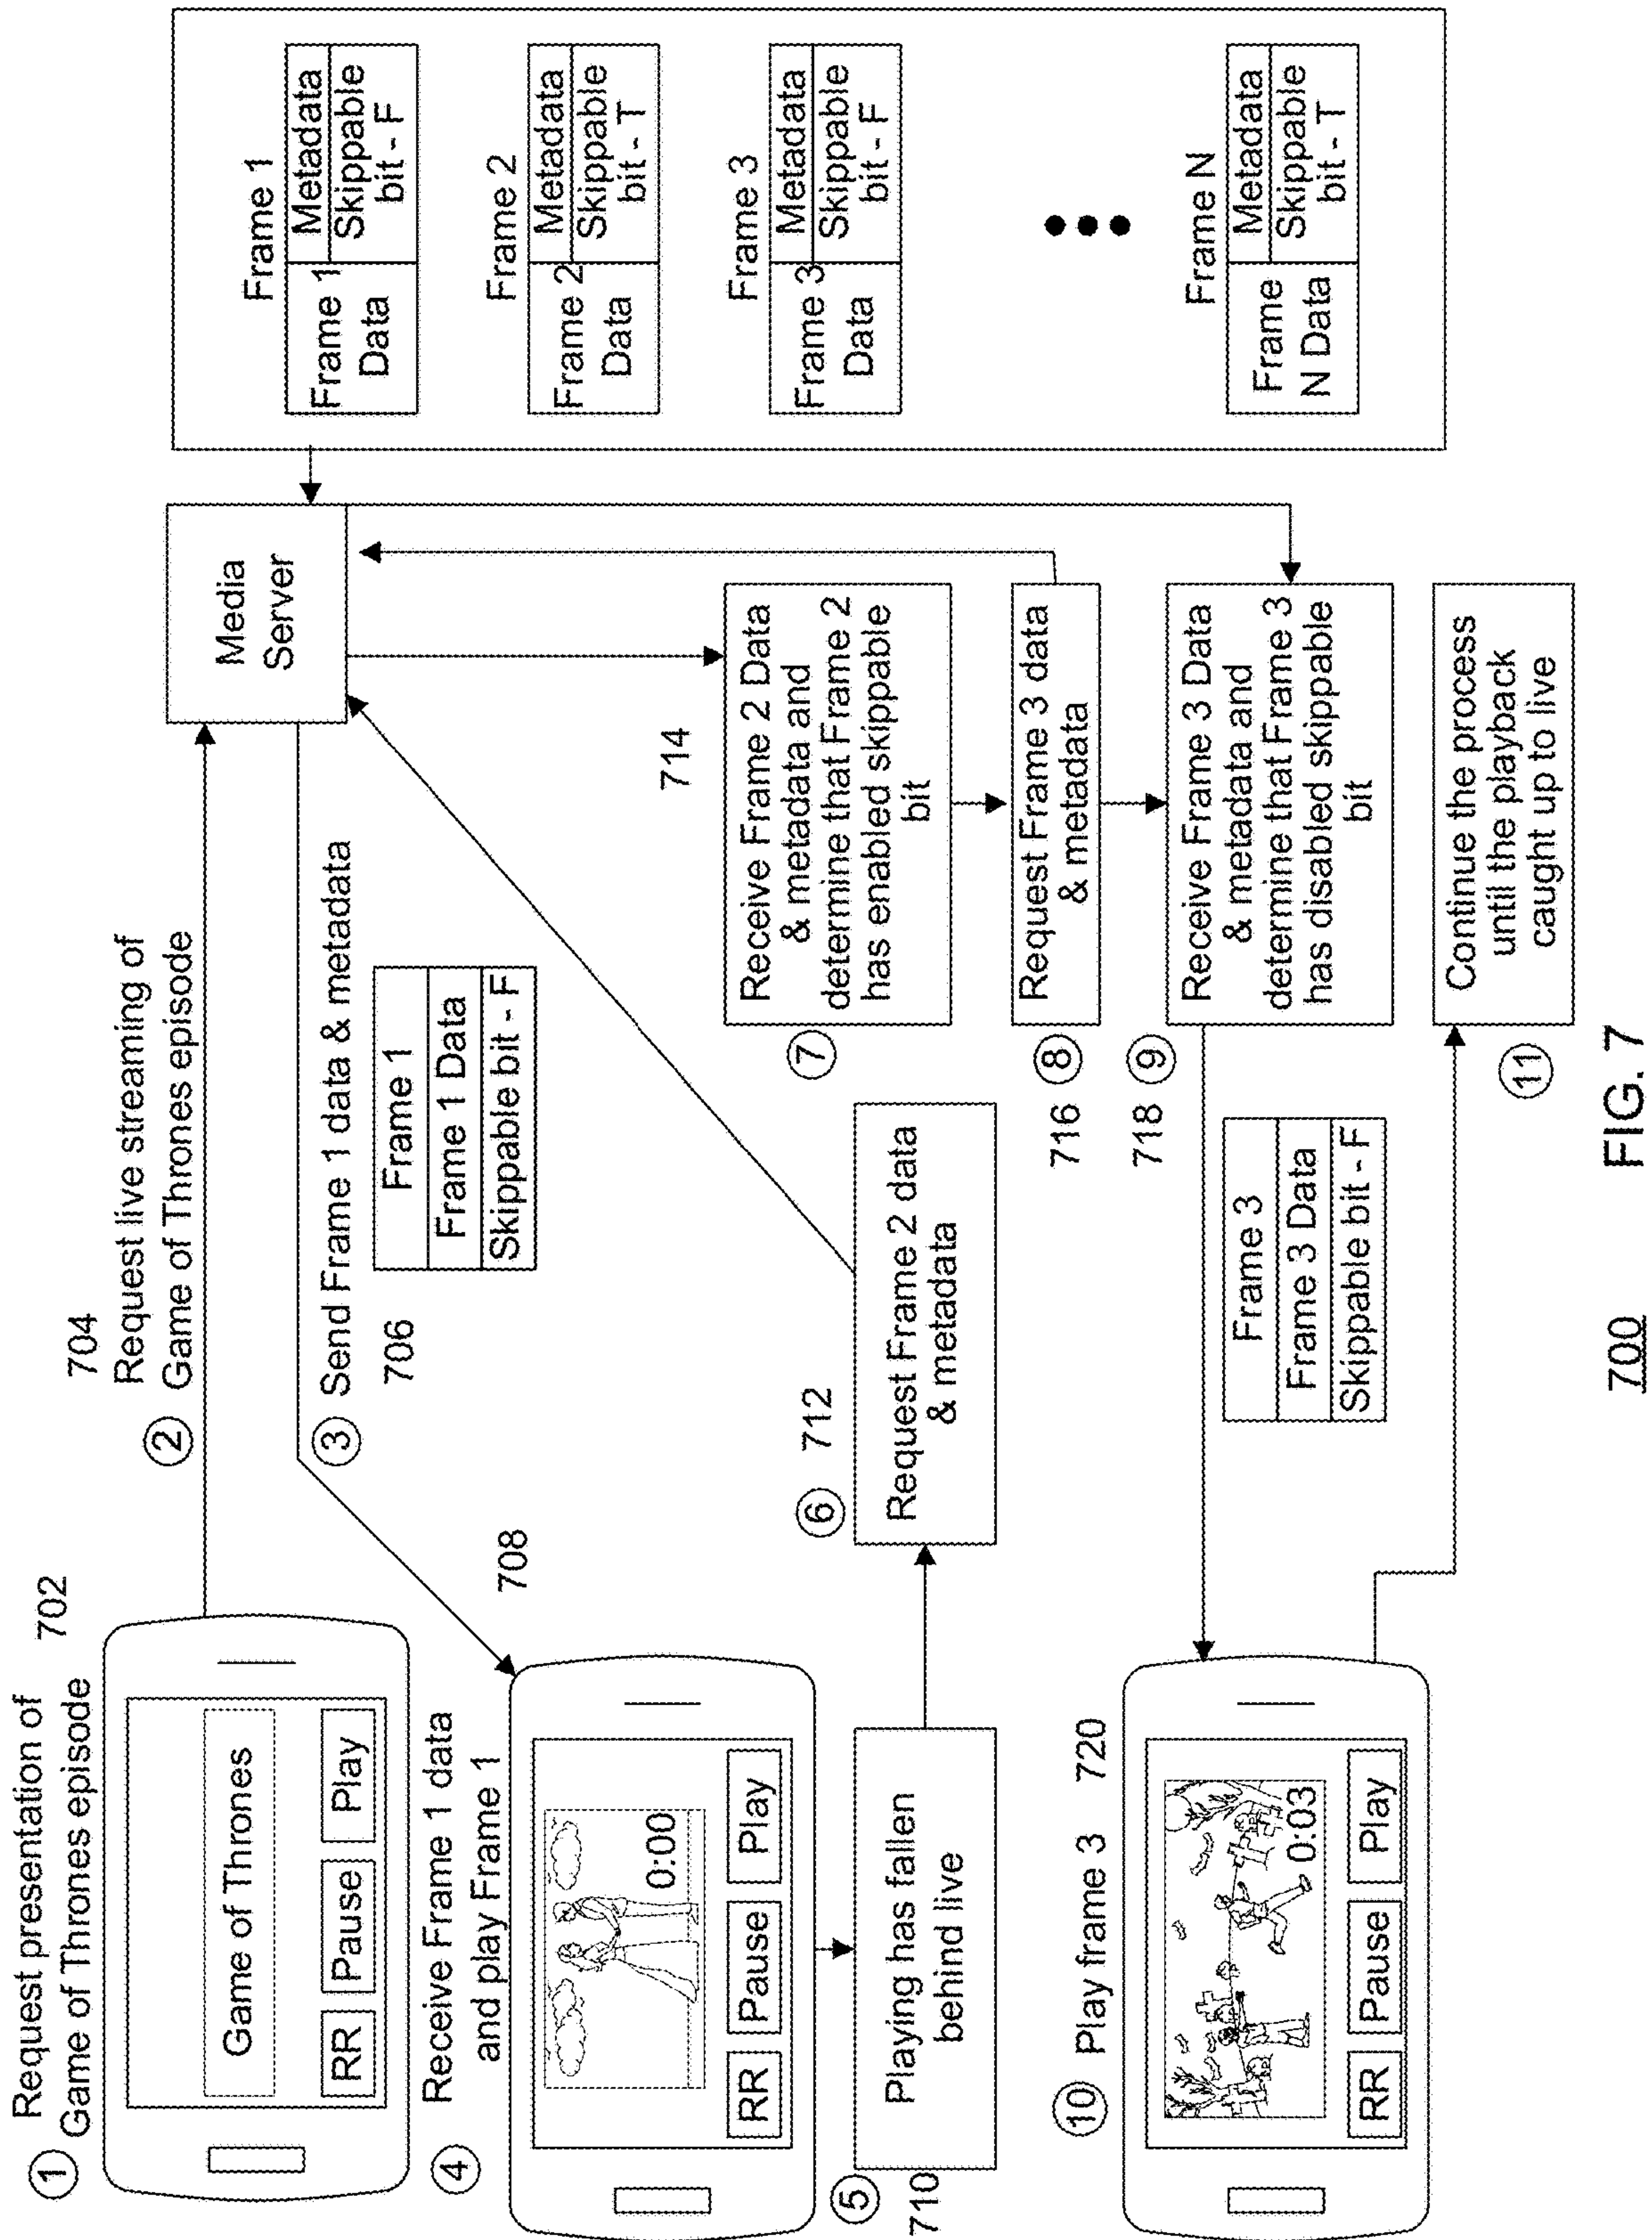 Request presentation of
1 Game of Thrones episode
702
Game of Thrones
RR
Pause
Play
704
Request live streaming of
2 Game of Thrones episode
3 Send Frame 1 data & metadata
706
Frame 1
Frame 1 Data
Skippable bit - F
Media
Server
Frame 1
Frame 1
Data
Metadata
Skippable
bit - F
Frame 2
Frame 2
Data
Metadata
Skippable
bit - T
Frame 3
Frame 3
Data
Metadata
Skippable
bit - F
Frame N
Frame
N Data
Metadata
Skippable
bit - T
4 Receive Frame 1 data
and play Frame 1
708
0:00
RR
Pause
Play
5
710
Playing has fallen
behind live
6 712
Request Frame 2 data
& metadata
714
7
Receive Frame 2 Data
& metadata and
determine that Frame 2
has enabled skippable
bit
716 8
Request Frame 3 data
& metadata
718 9
Receive Frame 3 Data
& metadata and
determine that Frame 3
has disabled skippable
bit
Frame 3
Frame 3 Data
Skippable bit - F
10 Play frame 3 720
0:03
RR
Pause
Play
11
Continue the process
until the playback
caught up to live
700
FIG. 7